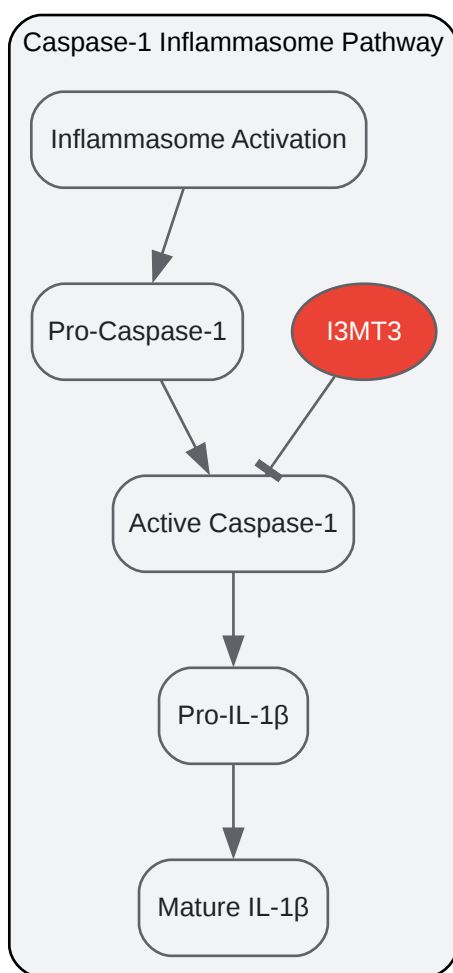 Caspase-1 Inflammasome Pathway
Inflammasome Activation
Pro-Caspase-1
I3MT3
Active Caspase-1
Pro-IL-1β
Mature IL-1β